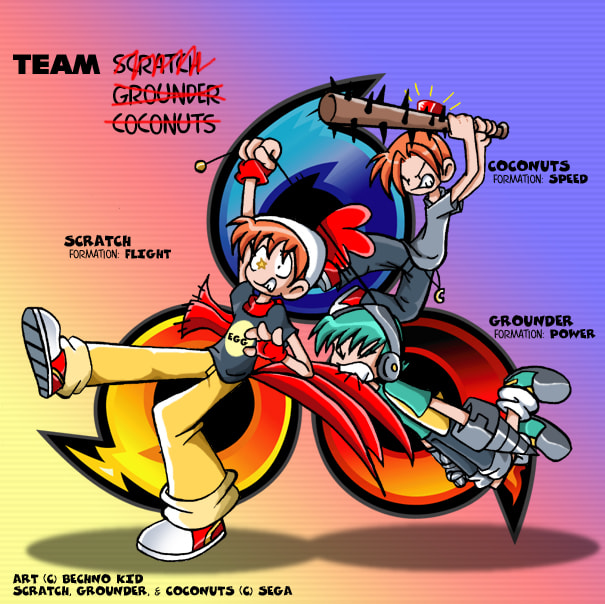 TEAM SCRATCH
GROUNDER
COCONUTS
COCONUTS
FORMATION: SPEED
SCRATCH
FORMATION: FLIGHT
GROUNDER
FORMATION: POWER
EGG
ART (C) BECHNO KID
SCRATCH, GROUNDER, & COCONUTS (C) SEGA